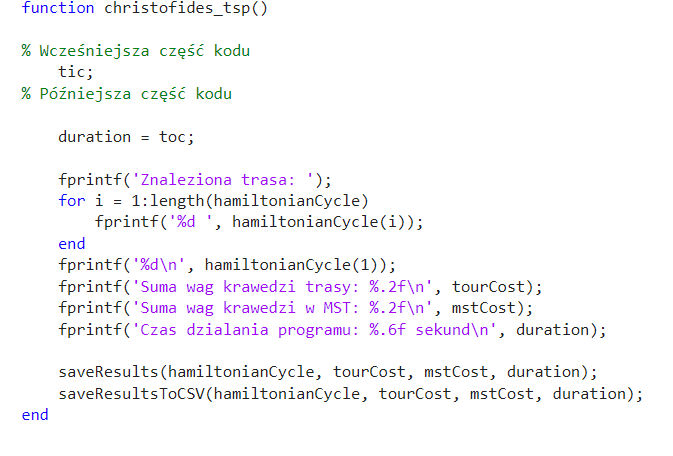 function christofides_tsp()
% Wcześniejsza część kodu
tic;
% Późniejsza część kodu
duration = toc;
fprintf('Znaleziona trasa: ');
for i = 1:length(hamiltonianCycle)
fprintf('%d ', hamiltonianCycle(i));
end
fprintf('%d\n', hamiltonianCycle(1));
fprintf('Suma wag krawedzi trasy: %.2f\n', tourCost);
fprintf('Suma wag krawedzi w MST: %.2f\n', mstCost);
fprintf('Czas dzialania programu: %.6f sekund\n', duration);
saveResults(hamiltonianCycle, tourCost, mstCost, duration);
saveResultsToCSV(hamiltonianCycle, tourCost, mstCost, duration);
end